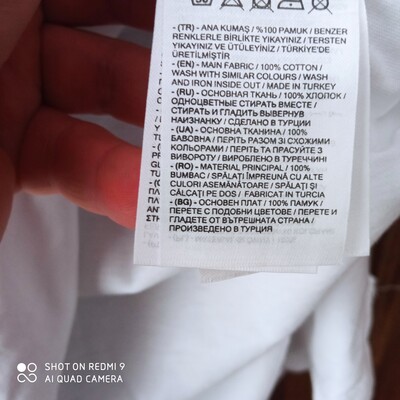 - (TR) - ANA KUMAŞ / %100 PAMUK / BENZER
RENKLERLE BİRLİKTE YIKAYINIZ / TERSTEN
YIKAYINIZ VE ÜTÜLEYİNİZ / TÜRKİYE'DE
ÜRETİLMİŞTİR
- (EN) - MAIN FABRIC / 100% COTTON /
WASH WITH SIMILAR COLOURS / WASH
AND IRON INSIDE OUT / MADE IN TURKEY
- (RU) - ОСНОВНАЯ ТКАНЬ / 100% ХЛОПОК /
ОДНОЦВЕТНЫЕ СТИРАТЬ ВМЕСТЕ /
СТИРАТЬ И ГЛАДИТЬ ВЫВЕРНУВ
НАИЗНАНКУ / СДЕЛАНО В ТУРЦИИ
- (UA) - ОСНОВНА ТКАНИНА / 100%
БАВОВНА / ПЕРІТЬ РАЗОМ ЗІ СХОЖИМИ
КОЛЬОРАМИ / ПЕРІТЬ ТА ПРАСУЙТЕ З
ВИВОРОТУ / ВИРОБЛЕНО В ТУРЕЧЧИНІ
- (RO) - MATERIAL PRINCIPAL / 100%
BUMBAC / SPĂLAȚI ÎMPREUNĂ CU ALTE
CULORI ASEMĂNĂTOARE / SPĂLAȚI ȘI
CĂLCAȚI PE DOS / FABRICAT IN TURCIA
- (BG) - ОСНОВЕН ПЛАТ / 100% ПАМУК /
ПЕРЕТЕ С ПОДОБНИ ЦВЕТОВЕ / ПЕРЕТЕ И
ГЛАДЕТЕ ОТ ВЪТРЕШНАТА СТРАНА /
ПРОИЗВЕДЕНО В ТУРЦИЯ
SHOT ON REDMI 9
AI QUAD CAMERA